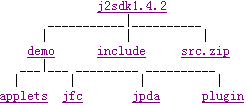 j2sdk1.4.2
demo include src.zip
applets jfc jpda plugin